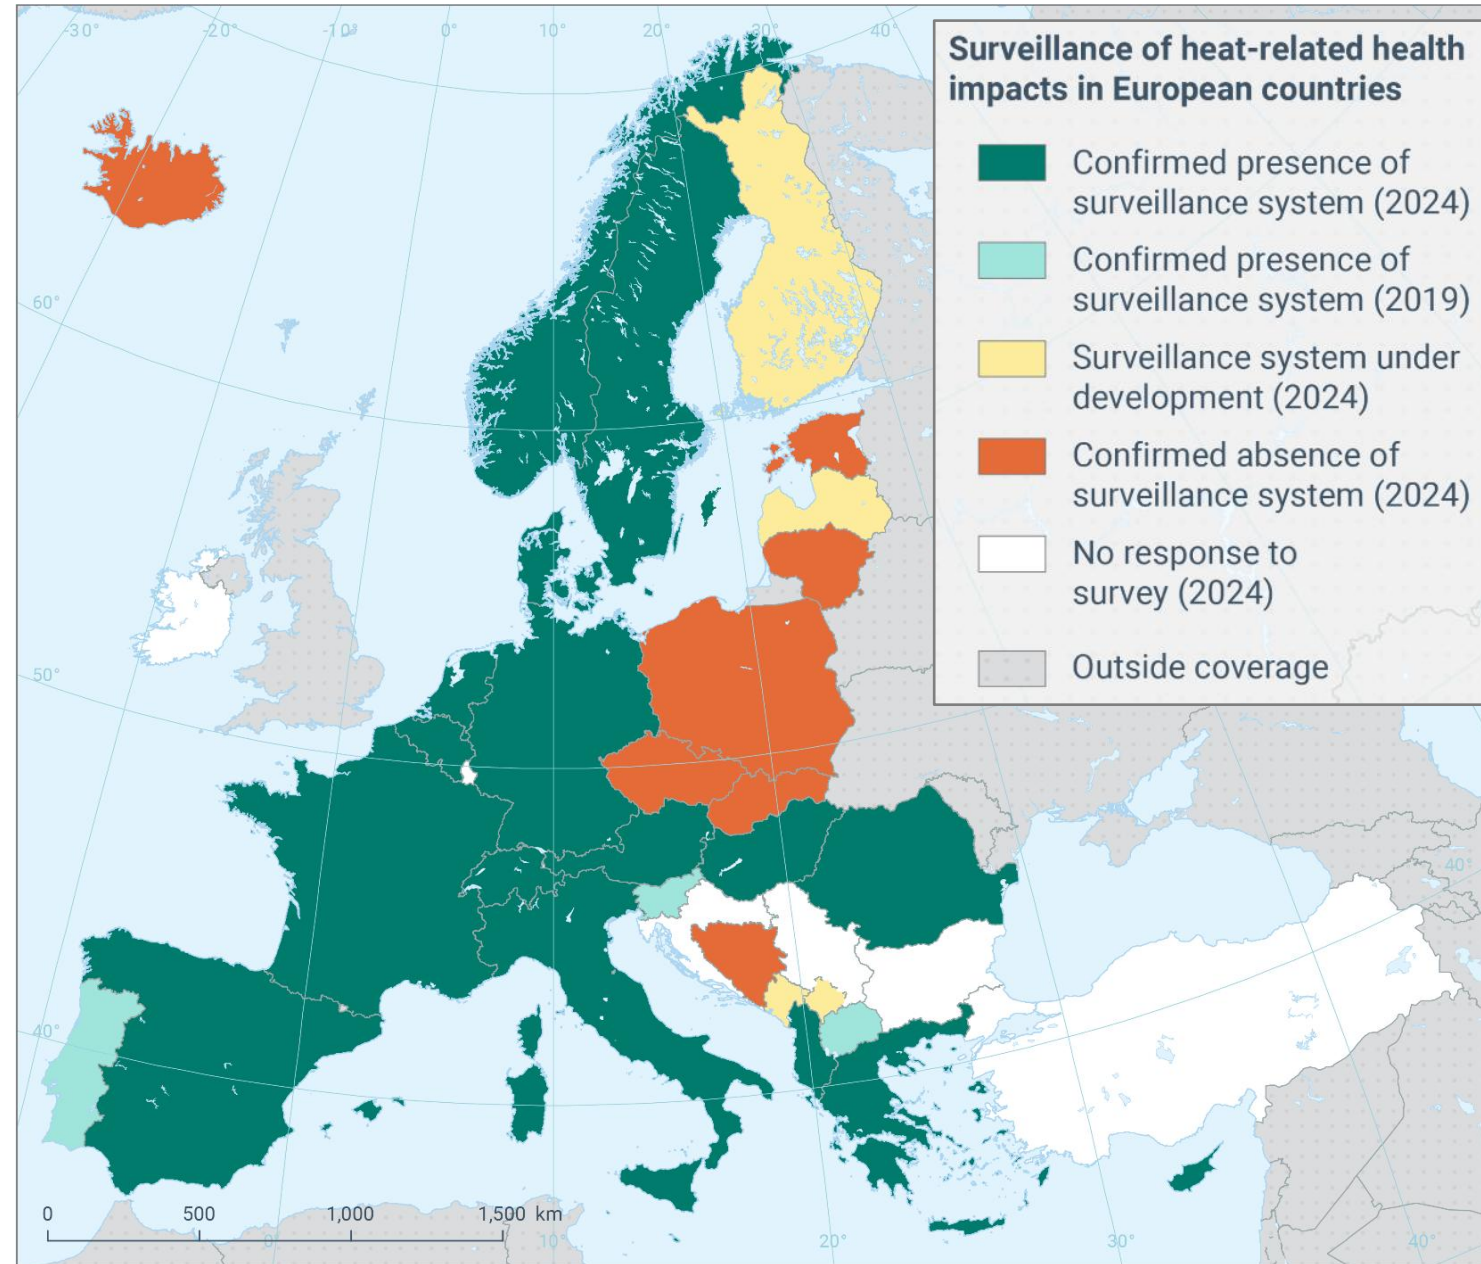 -30°
-20°
-10°
0°
10°
20°
30°
40°
Surveillance of heat-related health
impacts in European countries
Confirmed presence of
surveillance system (2024)
Confirmed presence of
surveillance system (2019)
Surveillance system under
development (2024)
Confirmed absence of
surveillance system (2024)
No response to
survey (2024)
Outside coverage
60°
50°
40°
40°
0 500 1,000 1,500 km
0°
10°
20°
30°
40°